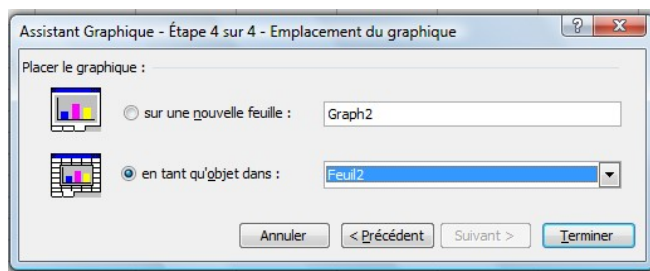 Assistant Graphique - Étape 4 sur 4 - Emplacement du graphique
Placer le graphique :
sur une nouvelle feuille :
Graph2
en tant qu'objet dans :
Feuil2
Annuler
< Précédent
Suivant >
Terminer